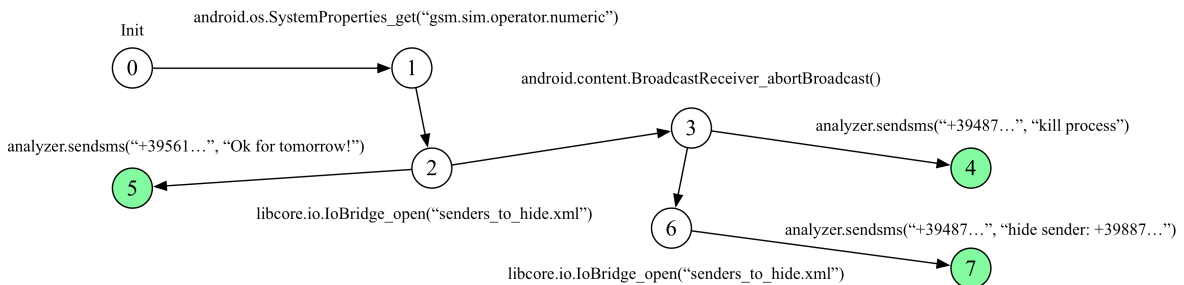 android.os.SystemProperties_get(“gsm.sim.operator.numeric”)
Init
0
1
android.content.BroadcastReceiver_abortBroadcast()
3
analyzer.sendsms(“+39487…”, “kill process”)
analyzer.sendsms(“+39561…”, “Ok for tomorrow!”)
2
4
5
libcore.io.IoBridge_open(“senders_to_hide.xml”)
6
analyzer.sendsms(“+39487…”, “hide sender: +39887…”)
libcore.io.IoBridge_open(“senders_to_hide.xml”)
7